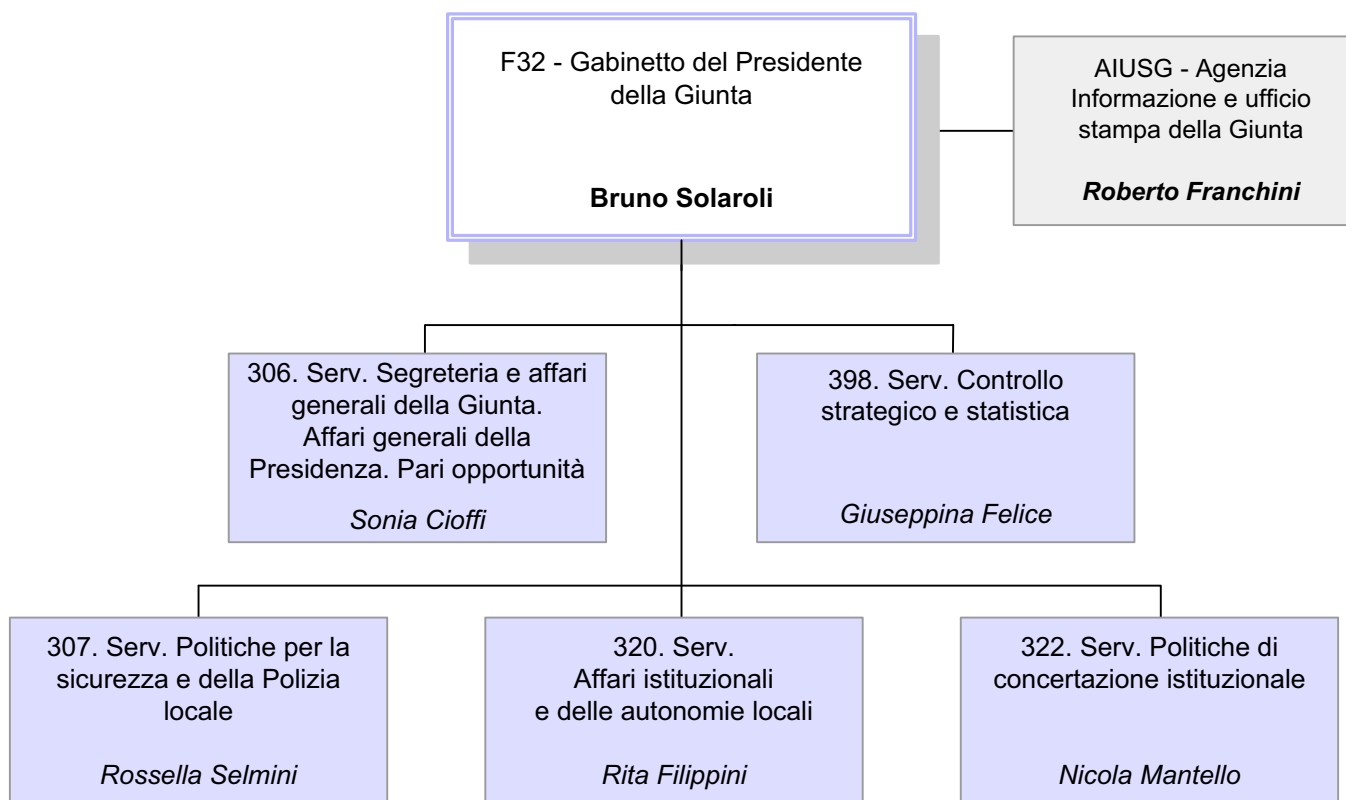 F32 - Gabinetto del Presidente
della Giunta
Bruno Solaroli
AIUSG - Agenzia
Informazione e ufficio
stampa della Giunta
Roberto Franchini
306. Serv. Segreteria e affari
generali della Giunta.
Affari generali della
Presidenza. Pari opportunità
Sonia Cioffi
398. Serv. Controllo
strategico e statistica
Giuseppina Felice
307. Serv. Politiche per la
sicurezza e della Polizia
locale
Rossella Selmini
320. Serv.
Affari istituzionali
e delle autonomie locali
Rita Filippini
322. Serv. Politiche di
concertazione istituzionale
Nicola Mantello